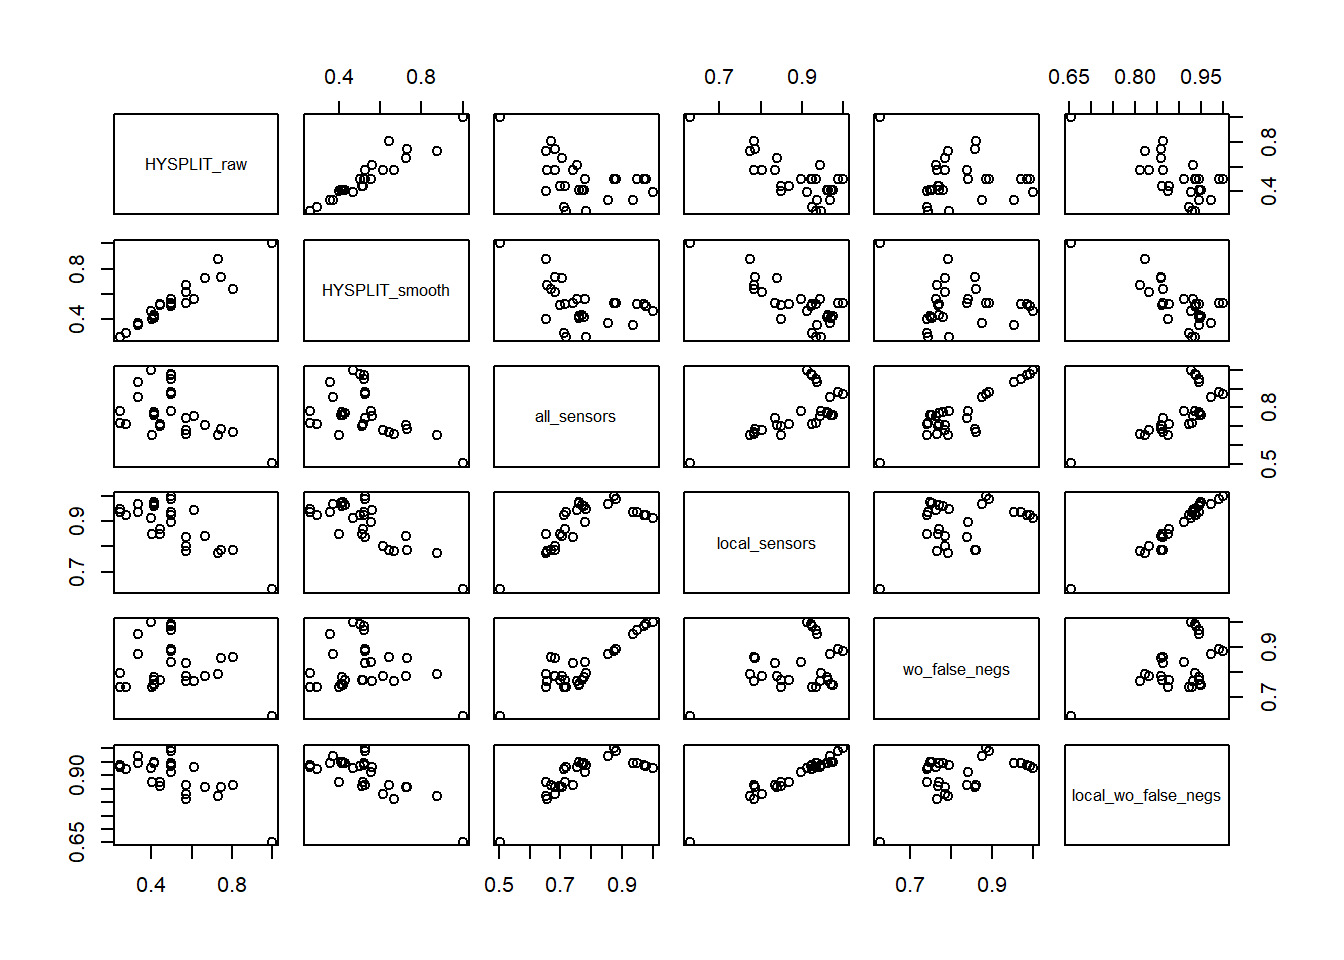 0.4 0.8 0.7 0.9 0.65 0.80 0.95
HYSPLIT_raw 0.4 0.8
0.4 0.8 HYSPLIT_smooth
all_sensors 0.5 0.8
0.7 0.9 local_sensors
wo_false_negs 0.7 0.9
0.65 0.90 local_wo_false_negs
0.4 0.8 0.5 0.7 0.9 0.7 0.9